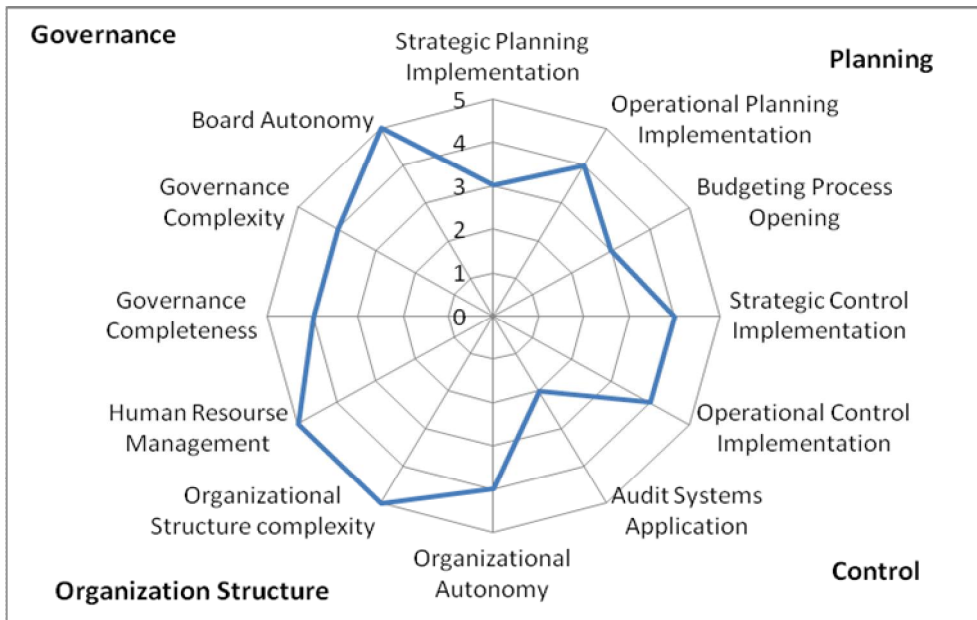 Governance
Planning
Strategic Planning
Implementation
Operational Planning
Implementation
Budgeting Process
Opening
Strategic Control
Implementation
Operational Control
Implementation
Audit Systems
Application
Organizational
Autonomy
Organizational
Structure complexity
Human Resourse
Management
Governance
Completeness
Governance
Complexity
Board Autonomy
5
4
3
2
1
0
Organization Structure
Control